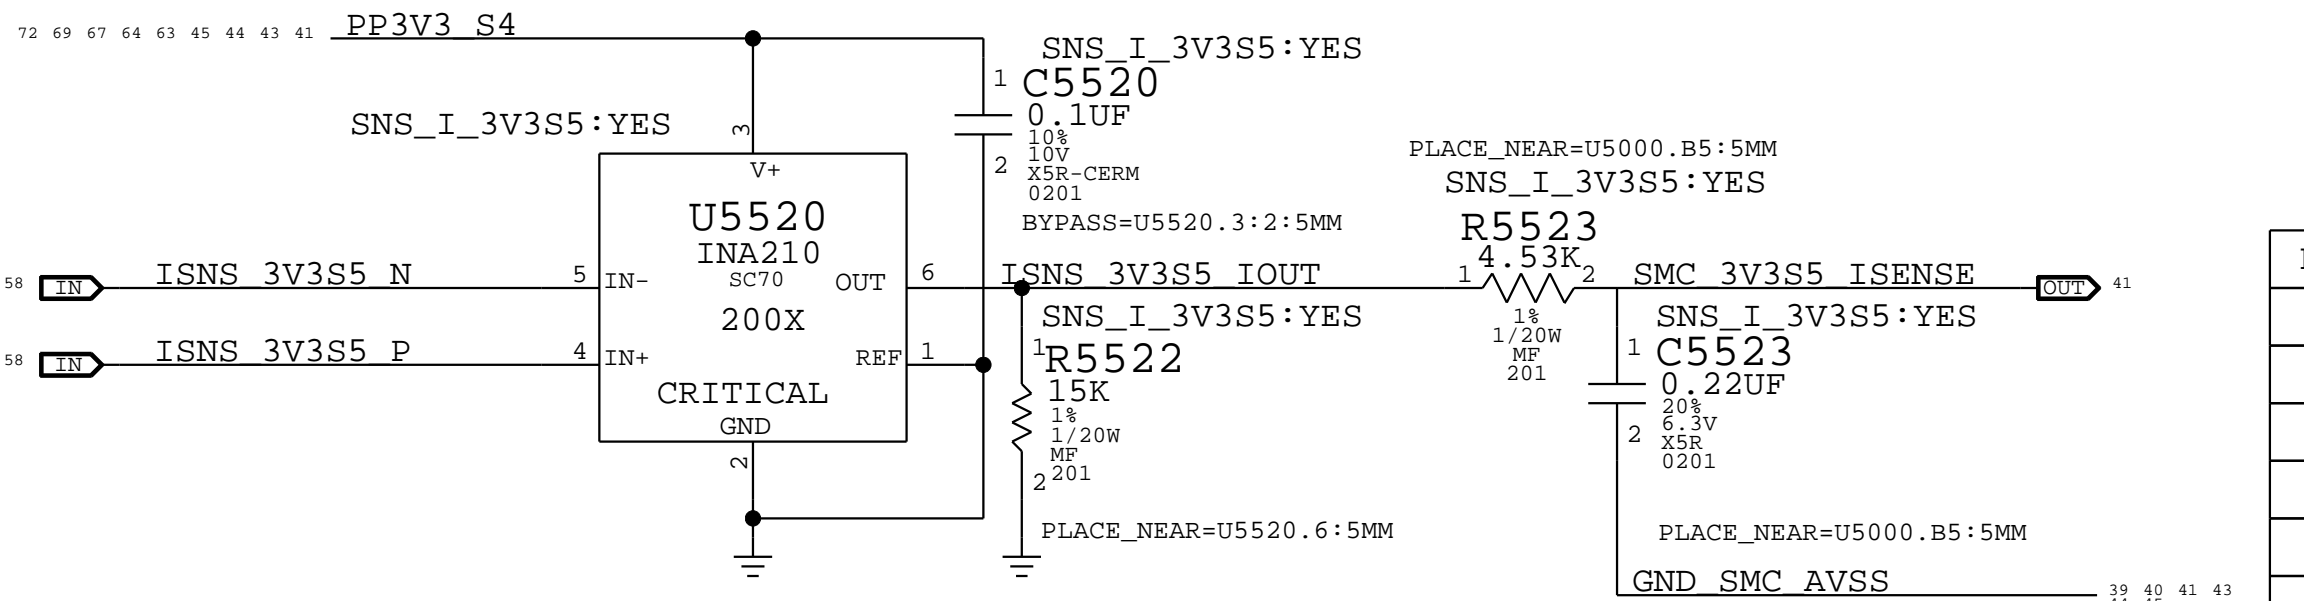 72 69 67 64 63 45 44 43 41 PP3V3_S4
SNS_I_3V3S5:YES
1 C5520
0.1UF
10%
10V
2 X5R-CERM
0201
BYPASS=U5520.3:2:5MM
SNS_I_3V3S5:YES
3
V+
U5520
INA210
SC70
200X
CRITICAL
GND
2
58 IN ISNS_3V3S5_N 5 IN-
58 IN ISNS_3V3S5_P 4 IN+
OUT 6 ISNS_3V3S5_IOUT
REF 1
SNS_I_3V3S5:YES
1 R5522
15K
1%
1/20W
MF
2 201
PLACE_NEAR=U5520.6:5MM
PLACE_NEAR=U5000.B5:5MM
SNS_I_3V3S5:YES
R5523
4.53K
1 2
1%
1/20W
MF
201
SMC_3V3S5_ISENSE OUT 41
SNS_I_3V3S5:YES
1 C5523
0.22UF
20%
6.3V
2 X5R
0201
PLACE_NEAR=U5000.B5:5MM
GND_SMC_AVSS 39 40 41 43